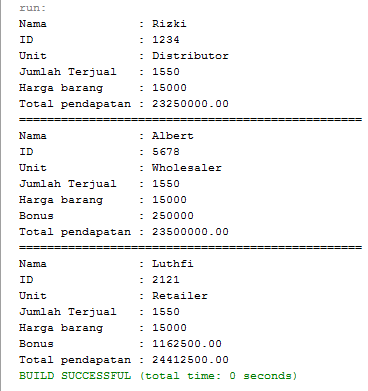 run:
Nama : Rizki
ID : 1234
Unit : Distributor
Jumlah Terjual : 1550
Harga barang : 15000
Total pendapatan : 23250000.00
==================================================
Nama : Albert
ID : 5678
Unit : Wholesaler
Jumlah Terjual : 1550
Harga barang : 15000
Bonus : 250000
Total pendapatan : 23500000.00
==================================================
Nama : Luthfi
ID : 2121
Unit : Retailer
Jumlah Terjual : 1550
Harga barang : 15000
Bonus : 1162500.00
Total pendapatan : 24412500.00
BUILD SUCCESSFUL (total time: 0 seconds)